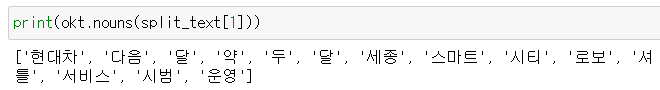 print(okt.nouns(split_text[1]))
['현대차', '다음', '달', '약', '두', '달', '세종', '스마트', '시티', '로보', '셔
틀', '서비스', '시범', '운영']